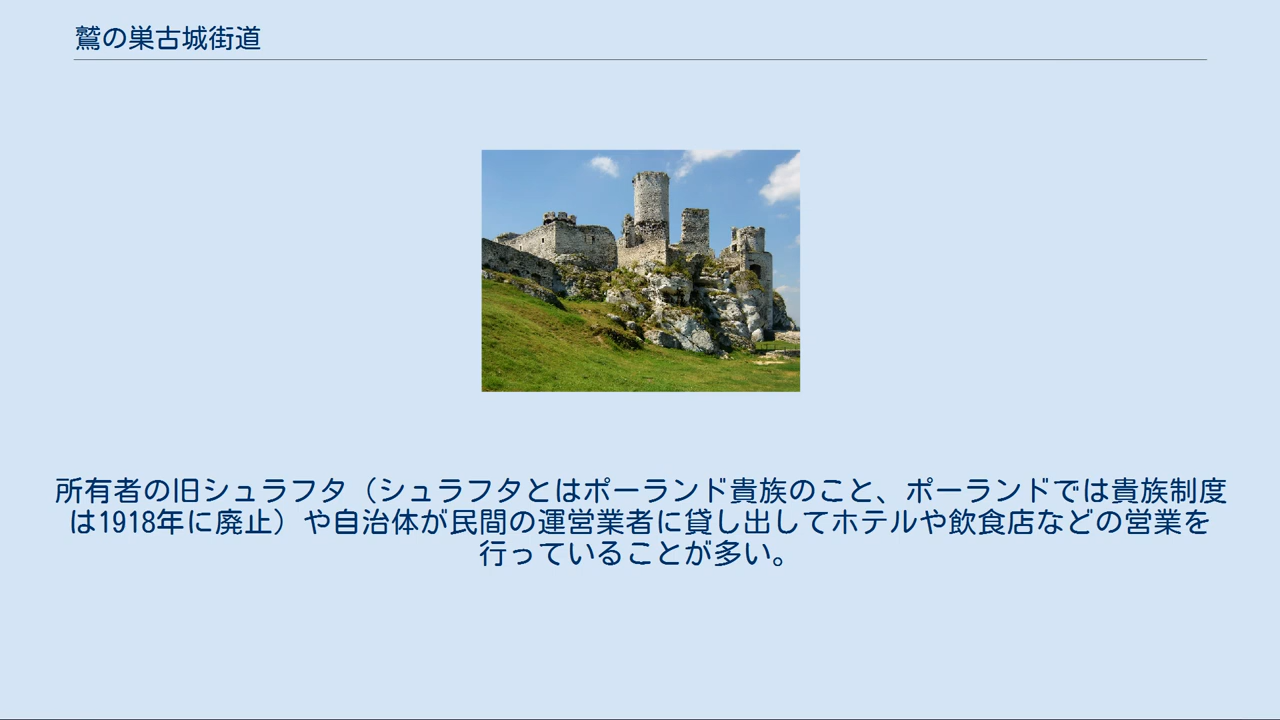 鷲の巣古城街道
所有者の旧シュラフタ（シュラフタとはポーランド貴族のこと、ポーランドでは貴族制度
は1918年に廃止）や自治体が民間の運営業者に貸し出してホテルや飲食店などの営業を
行っていることが多い。